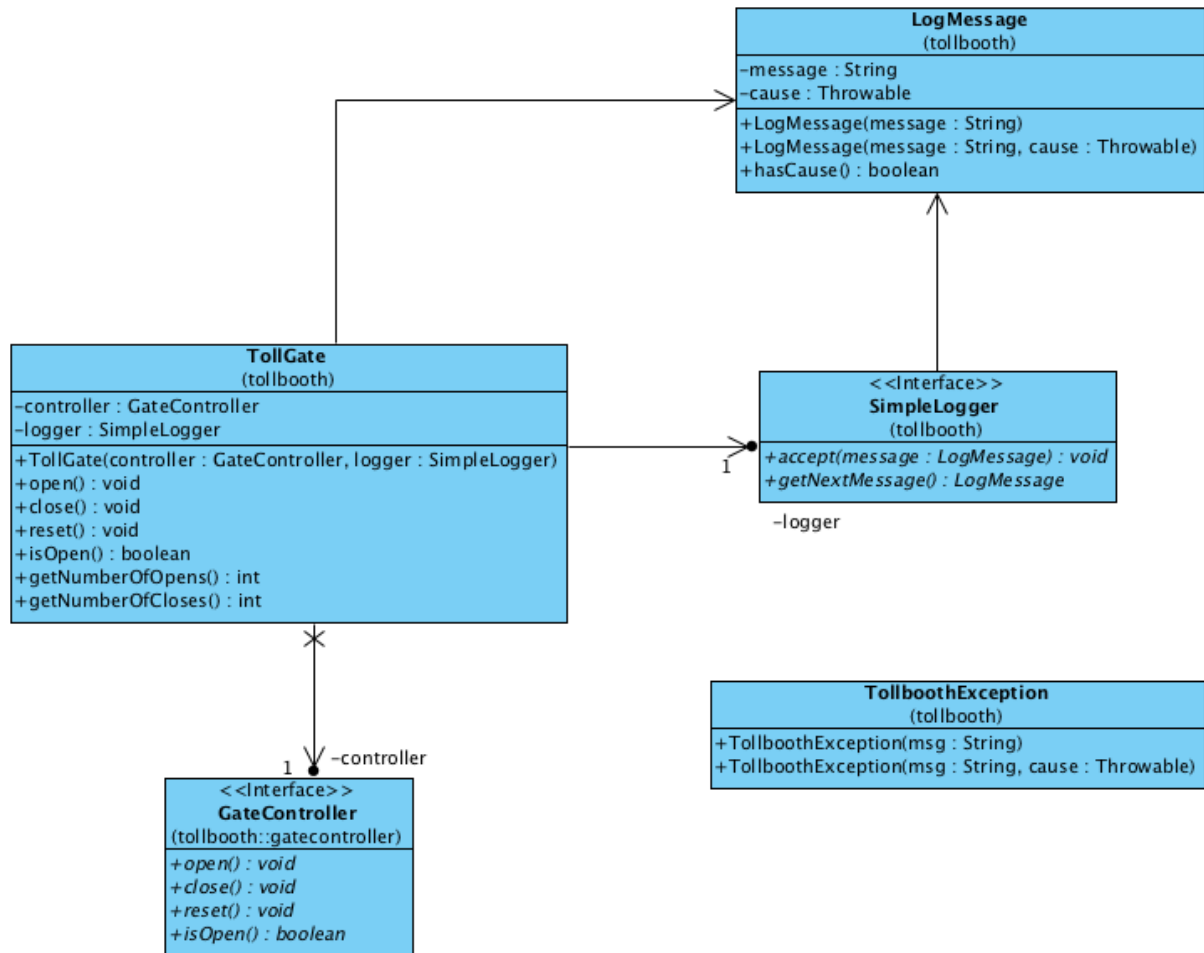 LogMessage
(tollbooth)
-message : String
-cause : Throwable
+LogMessage(message : String)
+LogMessage(message : String, cause : Throwable)
+hasCause() : boolean
TollGate
(tollbooth)
-controller : GateController
-logger : SimpleLogger
+TollGate(controller : GateController, logger : SimpleLogger)
+open() : void
+close() : void
+reset() : void
+isOpen() : boolean
+getNumberOfOpens() : int
+getNumberOfCloses() : int
<<Interface>>
SimpleLogger
(tollbooth)
+accept(message : LogMessage) : void
+getNextMessage() : LogMessage
1
-logger
TollboothException
(tollbooth)
+TollboothException(msg : String)
+TollboothException(msg : String, cause : Throwable)
1
-controller
<<Interface>>
GateController
(tollbooth::gatecontroller)
+open() : void
+close() : void
+reset() : void
+isOpen() : boolean